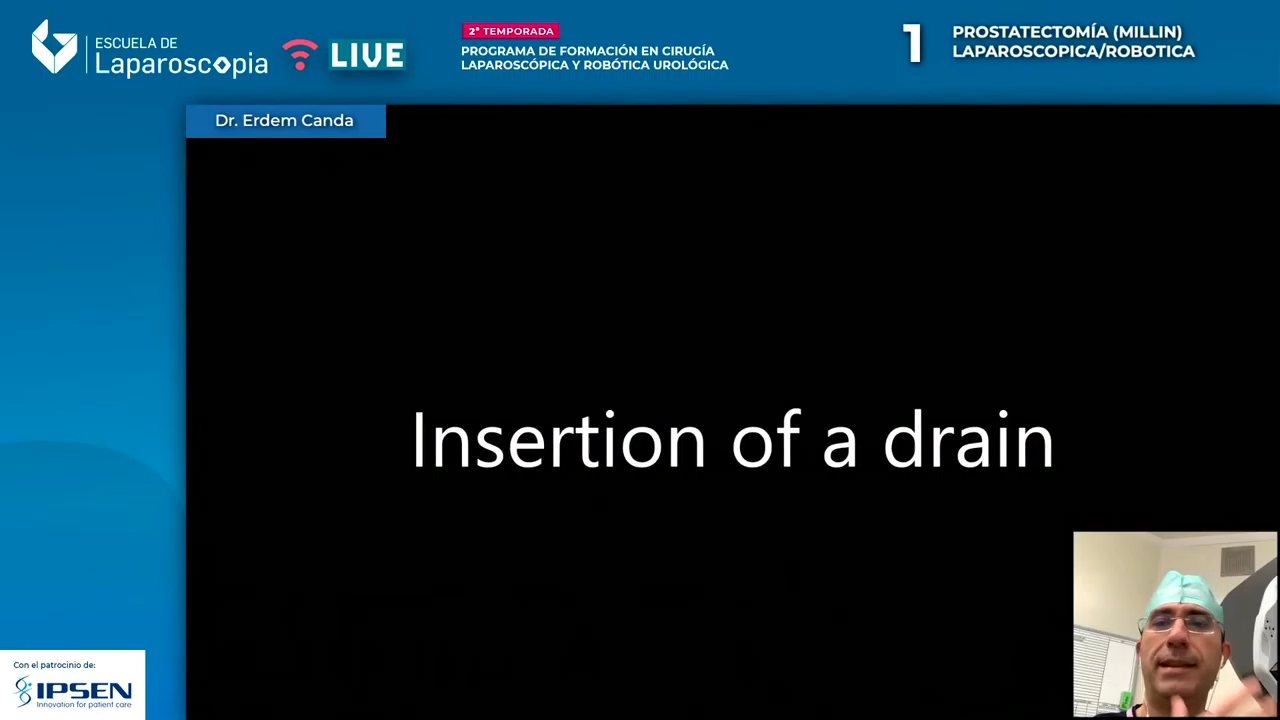 ESCUELA DE
Laparoscopia
LIVE
2ª TEMPORADA
PROGRAMA DE FORMACIÓN EN CIRUGÍA
LAPAROSCÓPICA Y ROBÓTICA UROLÓGICA
1
PROSTATECTOMÍA (MILLIN)
LAPAROSCOPICA/ROBOTICA
Dr. Erdem Canda
Insertion of a drain
Con el patrocinio de:
IPSEN
Innovation for patient care